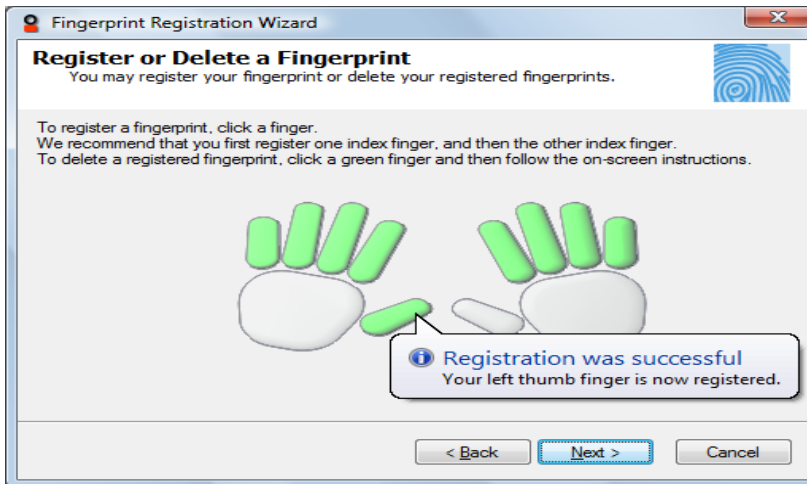 Fingerprint Registration Wizard
Register or Delete a Fingerprint
You may register your fingerprint or delete your registered fingerprints.
To register a fingerprint, click a finger.
We recommend that you first register one index finger, and then the other index finger.
To delete a registered fingerprint, click a green finger and then follow the on-screen instructions.
Registration was successful
Your left thumb finger is now registered.
< Back Next > Cancel